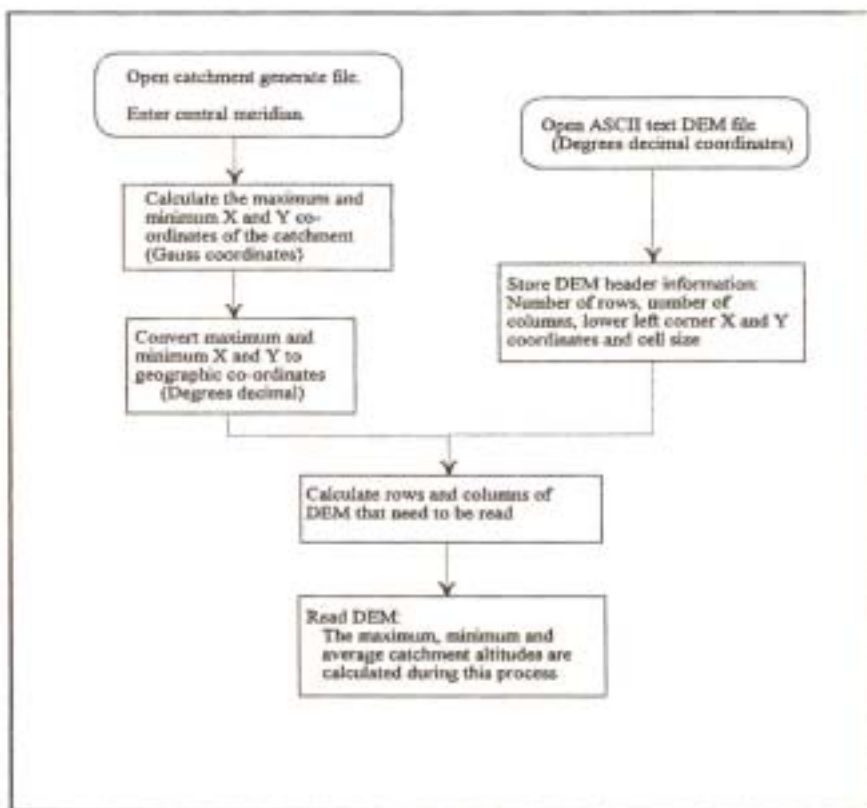 Open catchment generate file.
Enter central meridian.
Open ASCII text DEM file
(Degrees decimal coordinates)
Calculate the maximum and
minimum X and Y co-
ordinates of the catchment
(Gauss coordinates)
Store DEM header information:
Number of rows, number of
columns, lower left corner X and Y
coordinates and cell size
Convert maximum and
minimum X and Y to
geographic co-ordinates
(Degrees decimal)
Calculate rows and columns of
DEM that need to be read
Read DEM:
The maximum, minimum and
average catchment altitudes are
calculated during this process